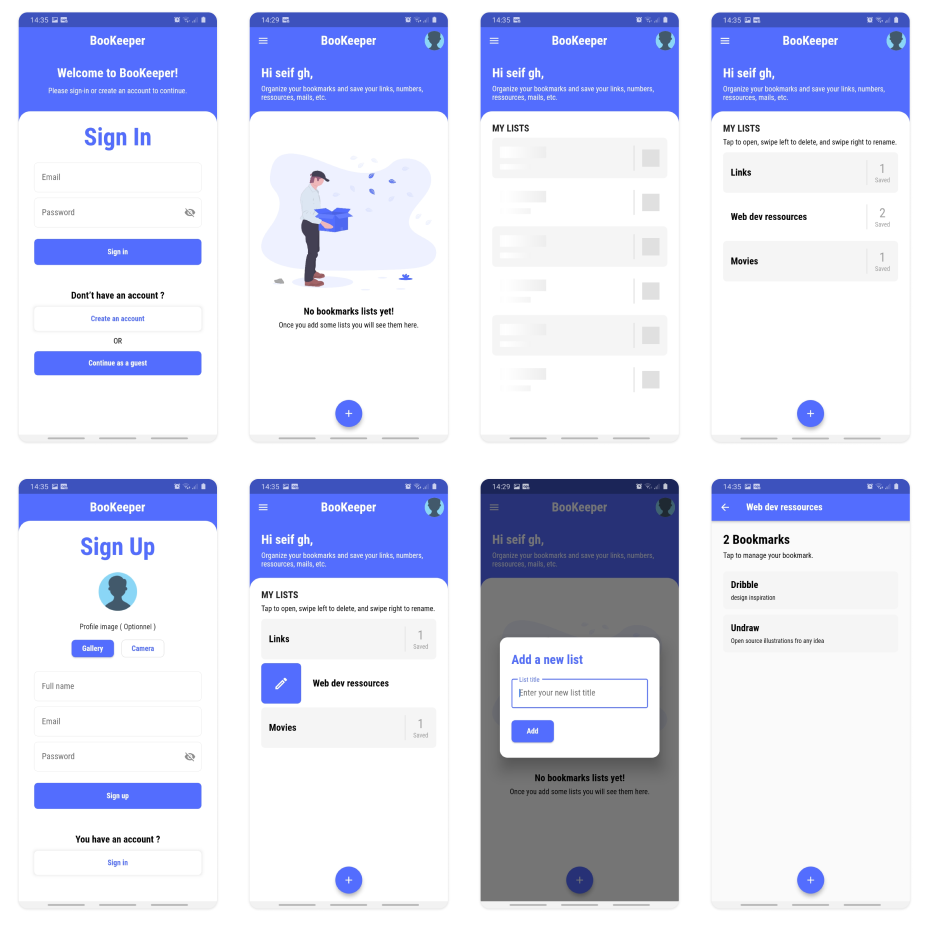 14:35
BooKeeper
Welcome to BooKeeper!
Please sign-in or create an account to continue.
Sign In
Email
Password
Sign in
Dont't have an account ?
Create an account
OR
Continue as a guest
14:29
BooKeeper
Hi seif gh,
Organize your bookmarks and save your links, numbers,
ressources, mails, etc.
No bookmarks lists yet!
Once you add some lists you will see them here.
+
14:35
BooKeeper
Hi seif gh,
Organize your bookmarks and save your links, numbers,
ressources, mails, etc.
MY LISTS
14:35
BooKeeper
Hi seif gh,
Organize your bookmarks and save your links, numbers,
ressources, mails, etc.
MY LISTS
Tap to open, swipe left to delete, and swipe right to rename.
Links
1
Saved
Web dev ressources
2
Saved
Movies
1
Saved
+
14:35
BooKeeper
Sign Up
Profile image ( Optionnel )
Gallery
Camera
Full name
Email
Password
Sign up
You have an account ?
Sign in
14:35
BooKeeper
Hi seif gh,
Organize your bookmarks and save your links, numbers,
ressources, mails, etc.
MY LISTS
Tap to open, swipe left to delete, and swipe right to rename.
Links
1
Saved
Web dev ressources
Movies
1
Saved
+
14:29
BooKeeper
Hi seif gh,
Organize your bookmarks and save your links, numbers,
ressources, mails, etc.
Add a new list
List title
Enter your new list title
Add
No bookmarks lists yet!
Once you add some lists you will see them here.
+
14:35
Web dev ressources
2 Bookmarks
Tap to manage your bookmark.
Dribble
design inspiration
Undraw
Open source illustrations fro any idea
+